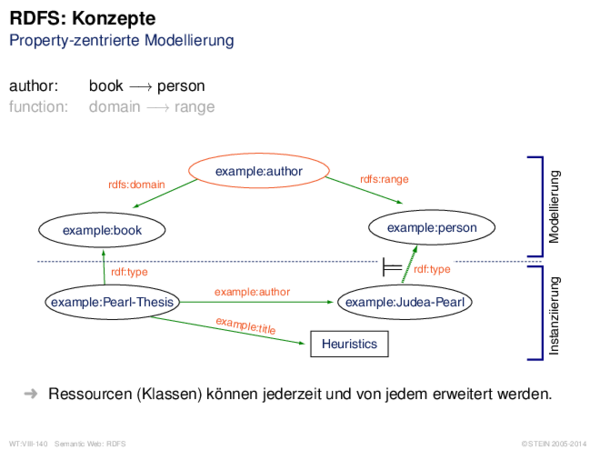 RDFS: Konzepte
Property-zentrierte Modellierung
author: book → person
function: domain → range
example:author
rdfs:domain
rdfs:range
example:book
example:person
Modellierung
rdf:type
rdf:type
example:Pearl-Thesis
example:author
example:Judea-Pearl
example:title
Heuristics
Instanziierung
➜ Ressourcen (Klassen) können jederzeit und von jedem erweitert werden.
WT:VIII-140 Semantic Web: RDFS
© STEIN 2005-2014